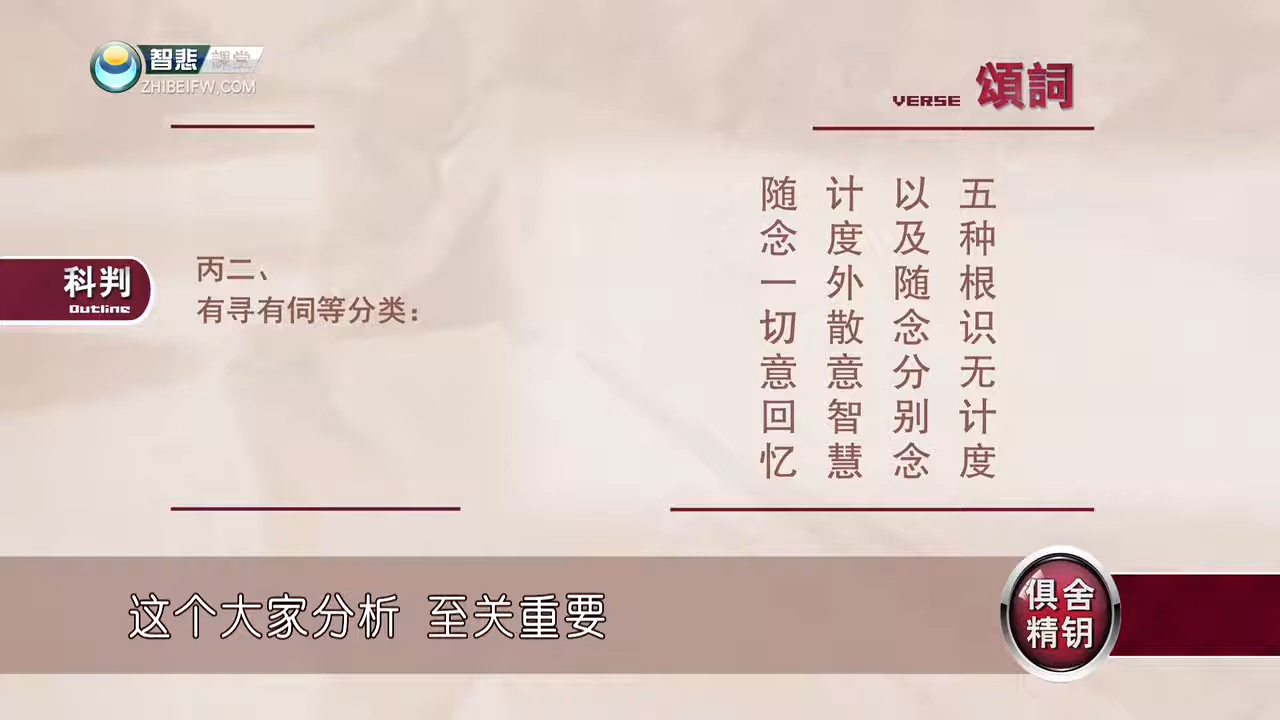 智悲課堂
ZHIBEIFW.COM
VERSE 頌詞
五种根识无计度
以及随念分别念
计度外散意智慧
随念一切意回忆
科判
Outline
丙二、
有寻有伺等分类：
这个大家分析 至关重要
俱舍
精钥